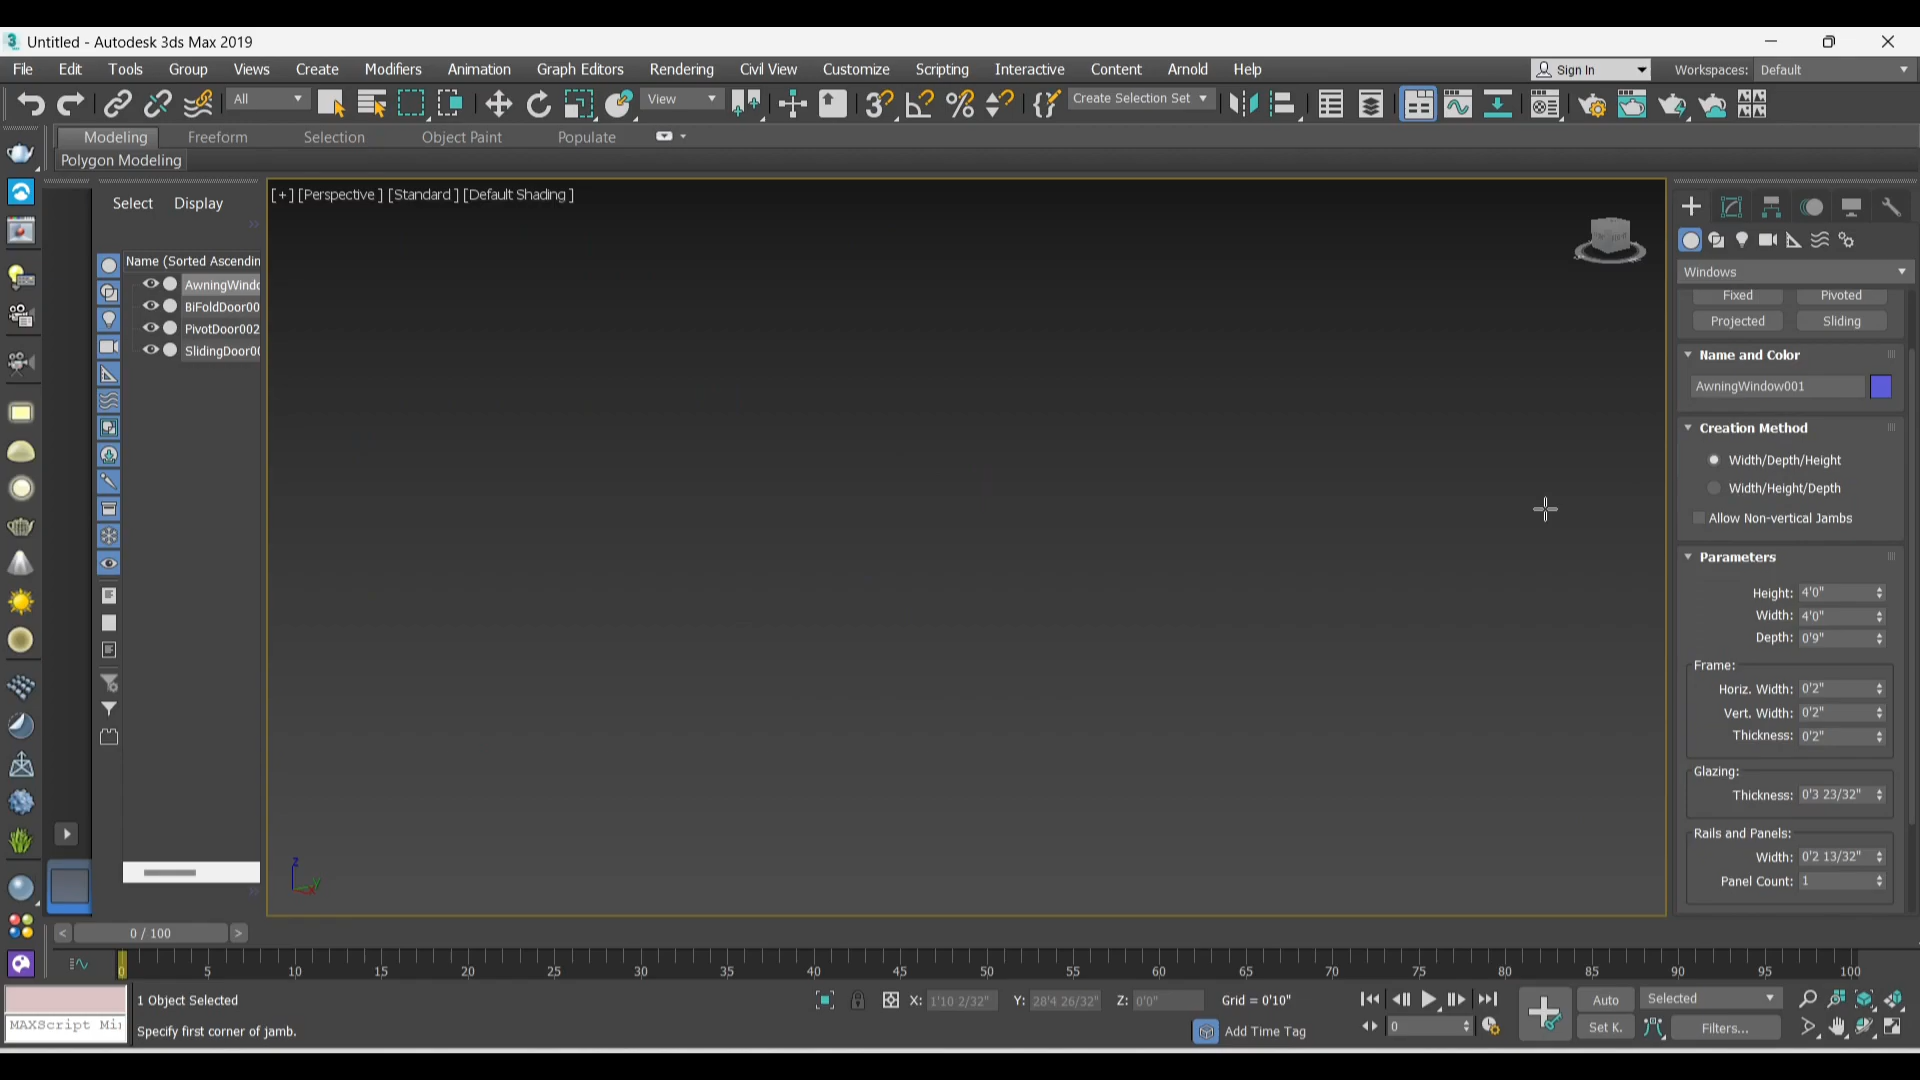 Untitled - Autodesk 3ds Max 2019
File Edit Tools Group Views Create Modifiers Animation Graph Editors Rendering Civil View Customize Scripting Interactive Content Arnold Help Sign In Workspaces: Default
All View Create Selection Set
Modeling Freeform Selection Object Paint Populate
Polygon Modeling
Select Display
[+] [Perspective ] [Standard ] [Default Shading ]
Name (Sorted Ascendin
AwningWindo
BiFoldDoor00
PivotDoor002
SlidingDoor00
Windows
Fixed Pivoted
Projected Sliding
Name and Color
AwningWindow001
Creation Method
Width/Depth/Height
Width/Height/Depth
Allow Non-vertical Jambs
Parameters
Height: 4'0"
Width: 4'0"
Depth: 0'9"
Frame:
Horiz. Width: 0'2"
Vert. Width: 0'2"
Thickness: 0'2"
Glazing:
Thickness: 0'3 23/32"
Rails and Panels:
Width: 0'2 13/32"
Panel Count: 1
z
< 0 / 100 >
0 5 10 15 20 25 30 35 40 45 50 55 60 65 70 75 80 85 90 95 100
1 Object Selected X: 1'10 2/32" Y: 28'4 26/32" Z: 0'0" Grid = 0'10" Auto Selected
MAXScript Mi
Specify first corner of jamb. Add Time Tag 0 Set K. Filters...